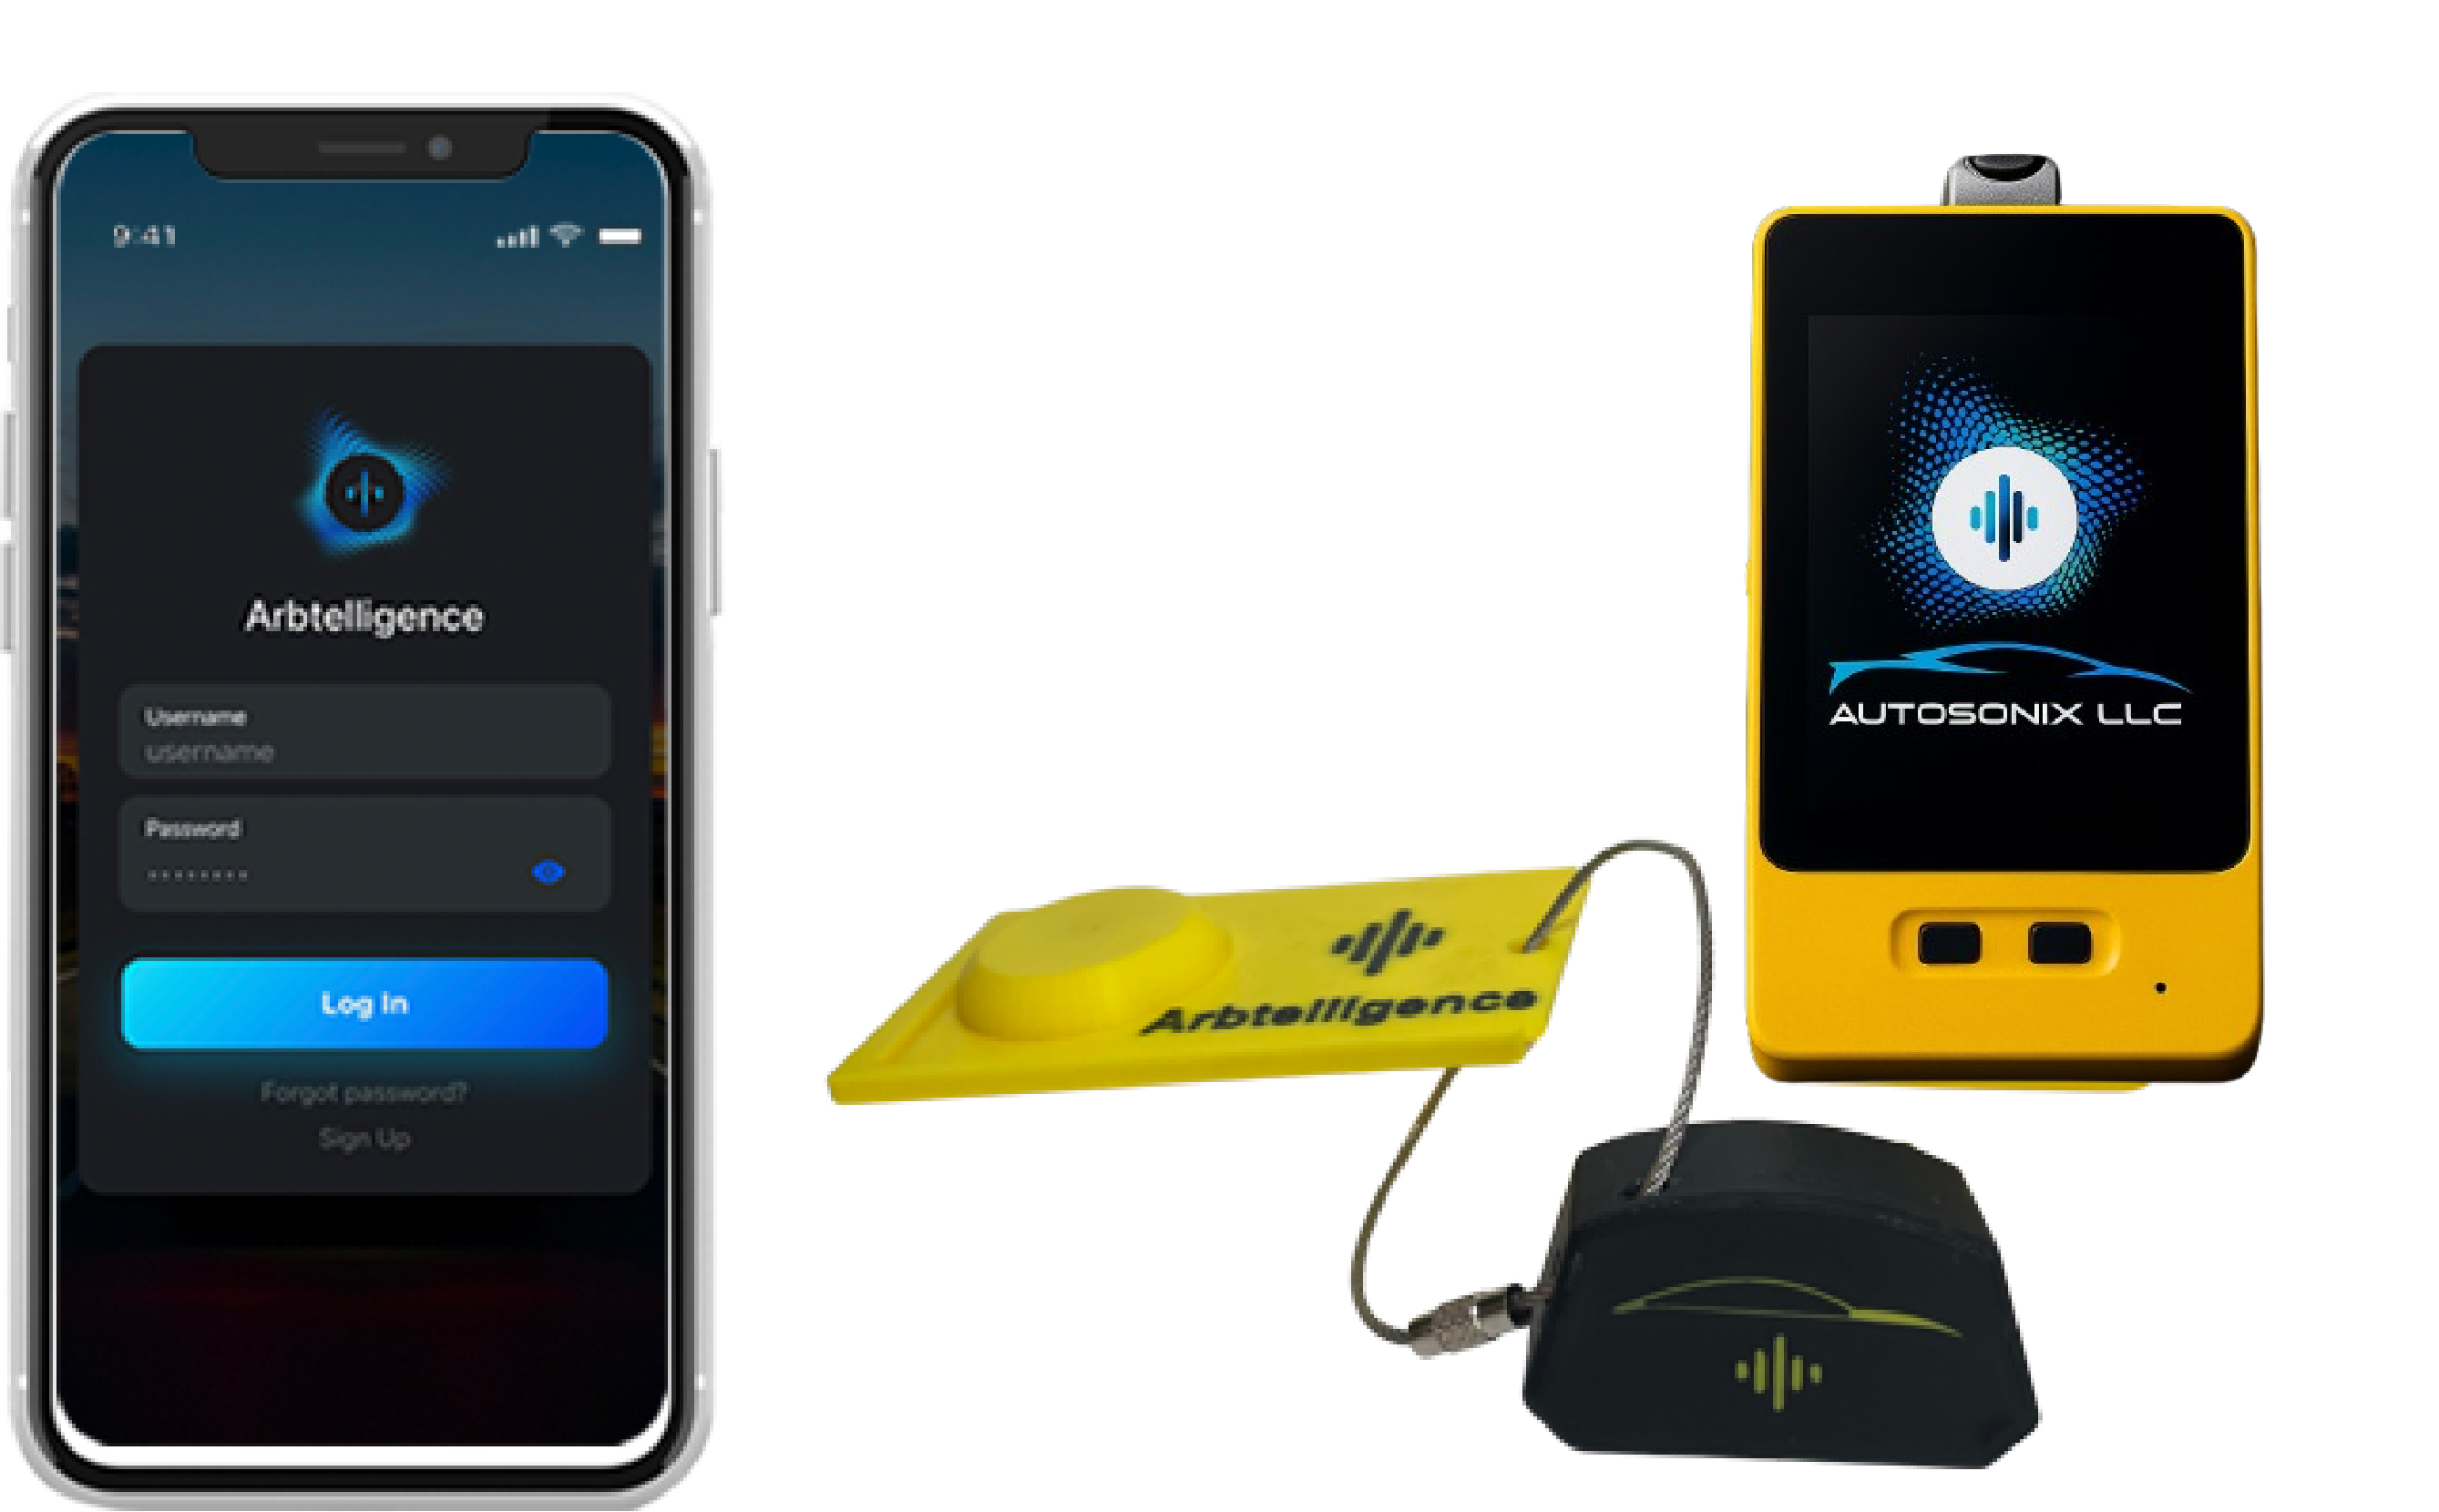 9:41
Arbtelligence
Username
username
Password
Log in
Forgot password?
Sign Up
Arbtelligence
AUTOSONIX LLC